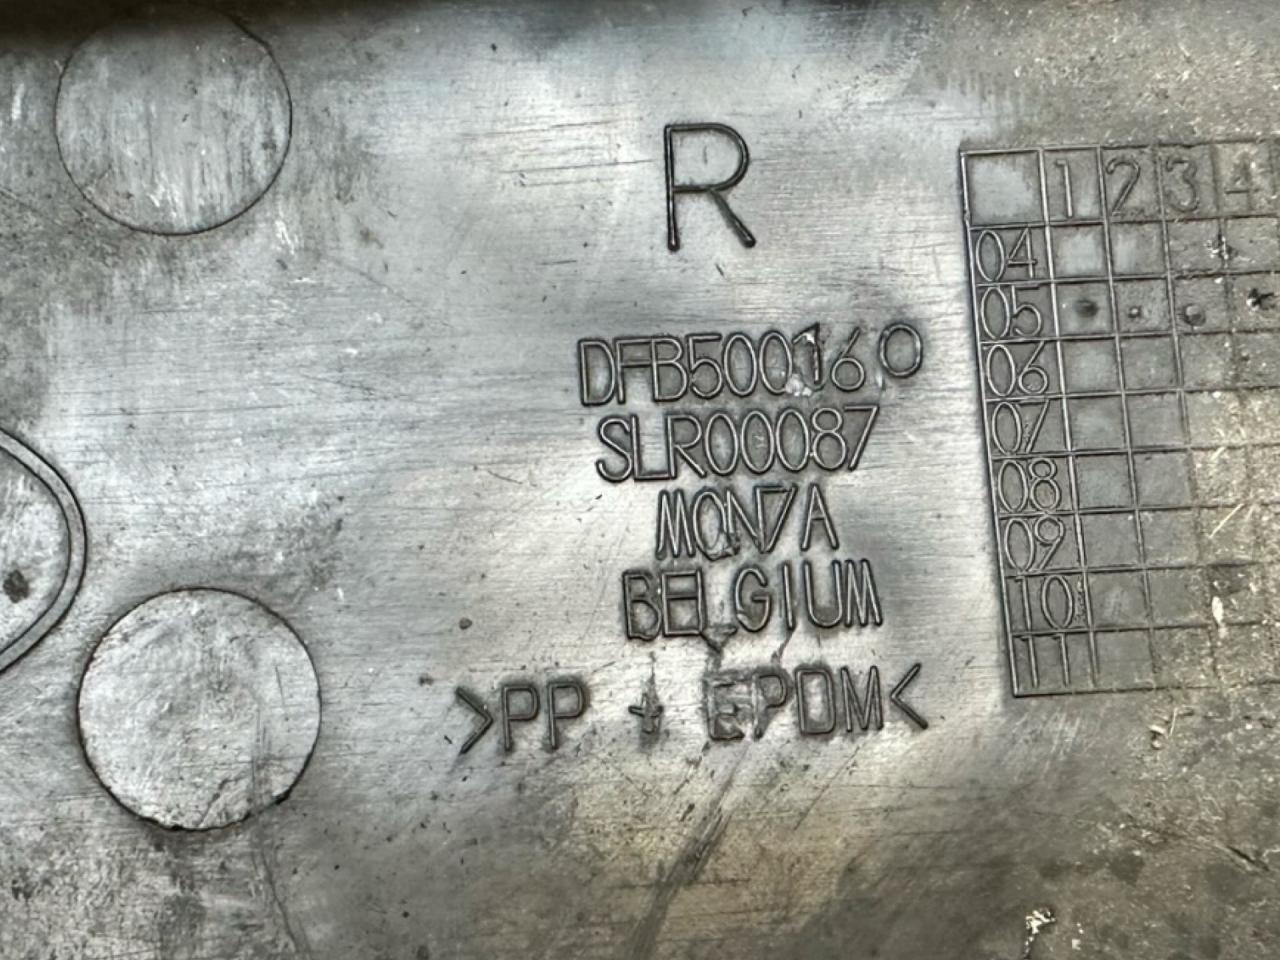 R
DFB500160
SLR00087
MONZA
BELGIUM
>PP + EPDM<
1 2 3 4
04
05
06
07
08
09
10
11